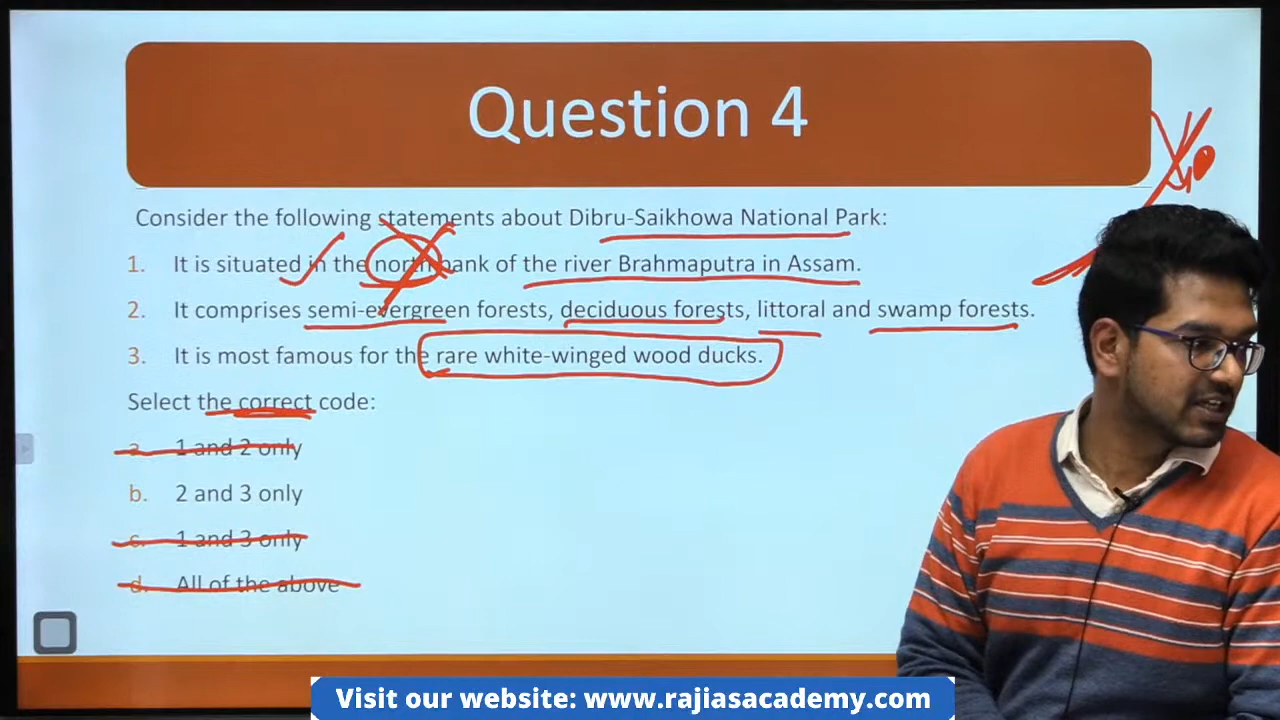 Question 4
Consider the following statements about Dibru-Saikhowa National Park:
1. It is situated in the north bank of the river Brahmaputra in Assam.
2. It comprises semi-evergreen forests, deciduous forests, littoral and swamp forests.
3. It is most famous for the rare white-winged wood ducks.
Select the correct code:
a. 1 and 2 only
b. 2 and 3 only
c. 1 and 3 only
d. All of the above
Visit our website: www.rajiasacademy.com